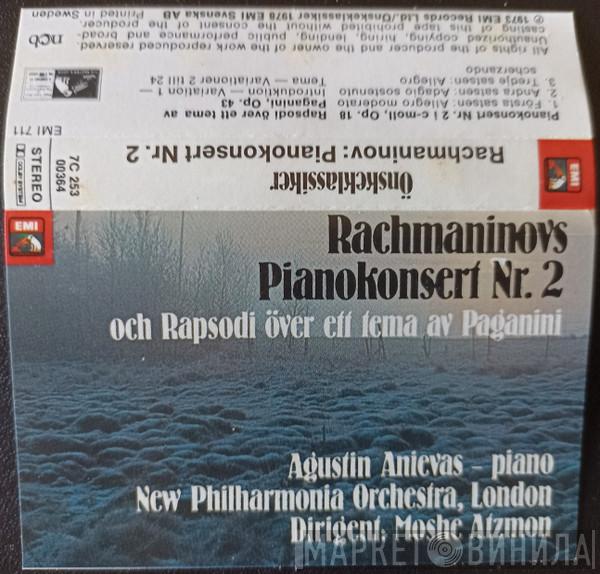 Rachmaninovs
Pianokonsert Nr. 2
och Rapsodi över ett tema av Paganini
Agustin Anievas – piano
New Philharmonia Orchestra, London
Dirigent: Moshe Atzmon
EMI
Önskeklassiker
Rachmaninov: Pianokonsert Nr. 2
7C 253
00364
STEREO
DOLBY SYSTEM
EMI
EMI 711
Pianokonsert Nr 2 i c-moll, Op. 18
1. Första satsen: Allegro moderato
2. Andra satsen: Adagio sostenuto
3. Tredje satsen: Allegro
scherzando
Rapsodi över ett tema av
Paganini, Op. 43
Introduktion — Variation 1 —
Tema — Variationer 2 till 24
All rights of the producer and the owner of the work reproduced reserved.
Unauthorized copying, hiring, lending, public performance and broad-
casting of this tape prohibited without the consent of the producer.
℗ 1973 EMI Records Ltd./Önskeklassiker 1978 EMI Svenska AB
Printed in Sweden
ncb
МАРКЕТ ВИНИЛА